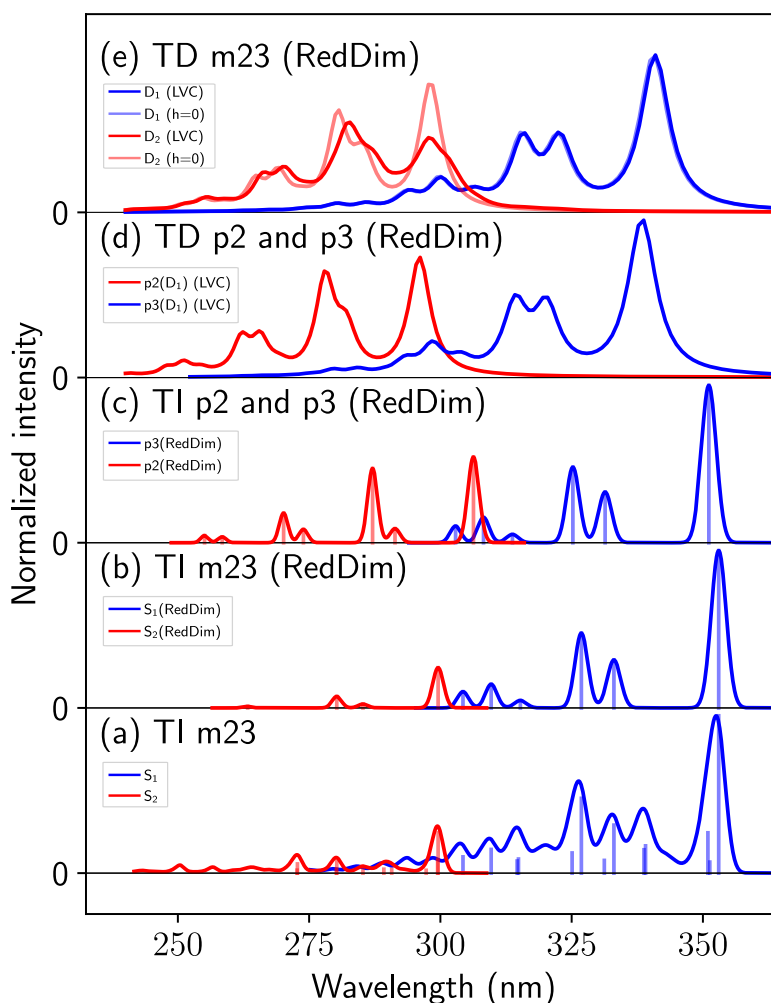 (e) TD m23 (RedDim)
D₁ (LVC)
D₁ (h=0)
D₂ (LVC)
D₂ (h=0)
0
(d) TD p2 and p3 (RedDim)
p2(D₁) (LVC)
p3(D₁) (LVC)
0
(c) TI p2 and p3 (RedDim)
p3(RedDim)
p2(RedDim)
0
(b) TI m23 (RedDim)
S₁(RedDim)
S₂(RedDim)
0
(a) TI m23
S₁
S₂
0
Normalized intensity
250 275 300 325 350
Wavelength (nm)